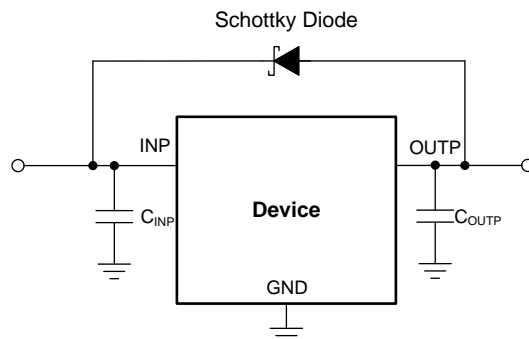 Schottky Diode
INP
OUTP
CINP
Device
COUTP
GND